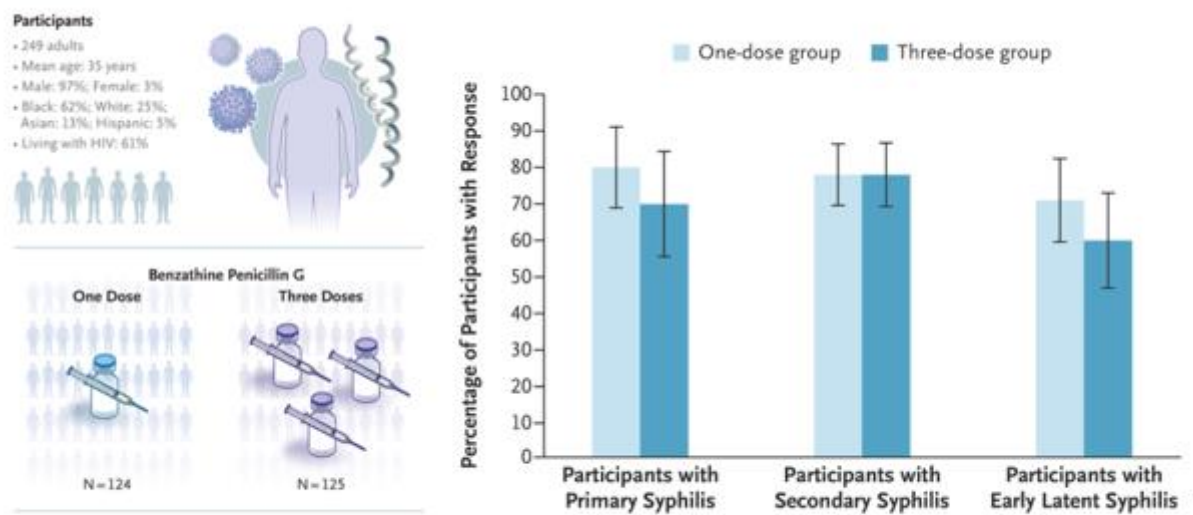 Participants
• 249 adults
• Mean age: 35 years
• Male: 97%; Female: 3%
• Black: 62%; White: 25%;
Asian: 13%; Hispanic: 5%
• Living with HIV: 61%
Benzathine Penicillin G
One Dose
Three Doses
N=124
N=125
One-dose group
Three-dose group
Percentage of Participants with Response
100
90
80
70
60
50
40
30
20
10
0
Participants with
Primary Syphilis
Participants with
Secondary Syphilis
Participants with
Early Latent Syphilis